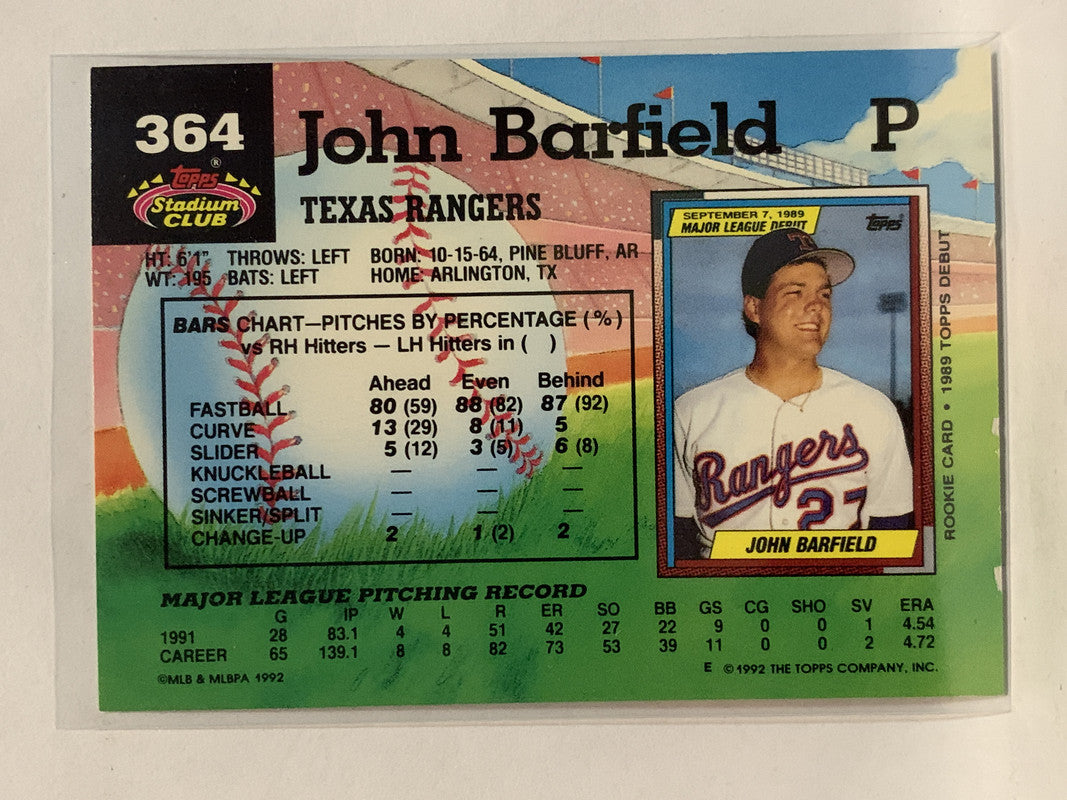 364
Topps®
Stadium
CLUB
John Barfield P
TEXAS RANGERS
HT: 6'1" THROWS: LEFT BORN: 10-15-64, PINE BLUFF, AR
WT: 195 BATS: LEFT HOME: ARLINGTON, TX
BARS CHART—PITCHES BY PERCENTAGE (%)
vs RH Hitters — LH Hitters in ( )
Ahead Even Behind
FASTBALL 80 (59) 88 (82) 87 (92)
CURVE 13 (29) 8 (11) 5
SLIDER 5 (12) 3 (5) 6 (8)
KNUCKLEBALL — — —
SCREWBALL — — —
SINKER/SPLIT — — —
CHANGE-UP 2 1 (2) 2
SEPTEMBER 7, 1989
MAJOR LEAGUE DEBUT
Topps
T
Rangers
27
JOHN BARFIELD
ROOKIE CARD • 1989 TOPPS DEBUT
MAJOR LEAGUE PITCHING RECORD
G IP W L R ER SO BB GS CG SHO SV ERA
1991 28 83.1 4 4 51 42 27 22 9 0 0 1 4.54
CAREER 65 139.1 8 8 82 73 53 39 11 0 0 2 4.72
©MLB & MLBPA 1992
E © 1992 THE TOPPS COMPANY, INC.